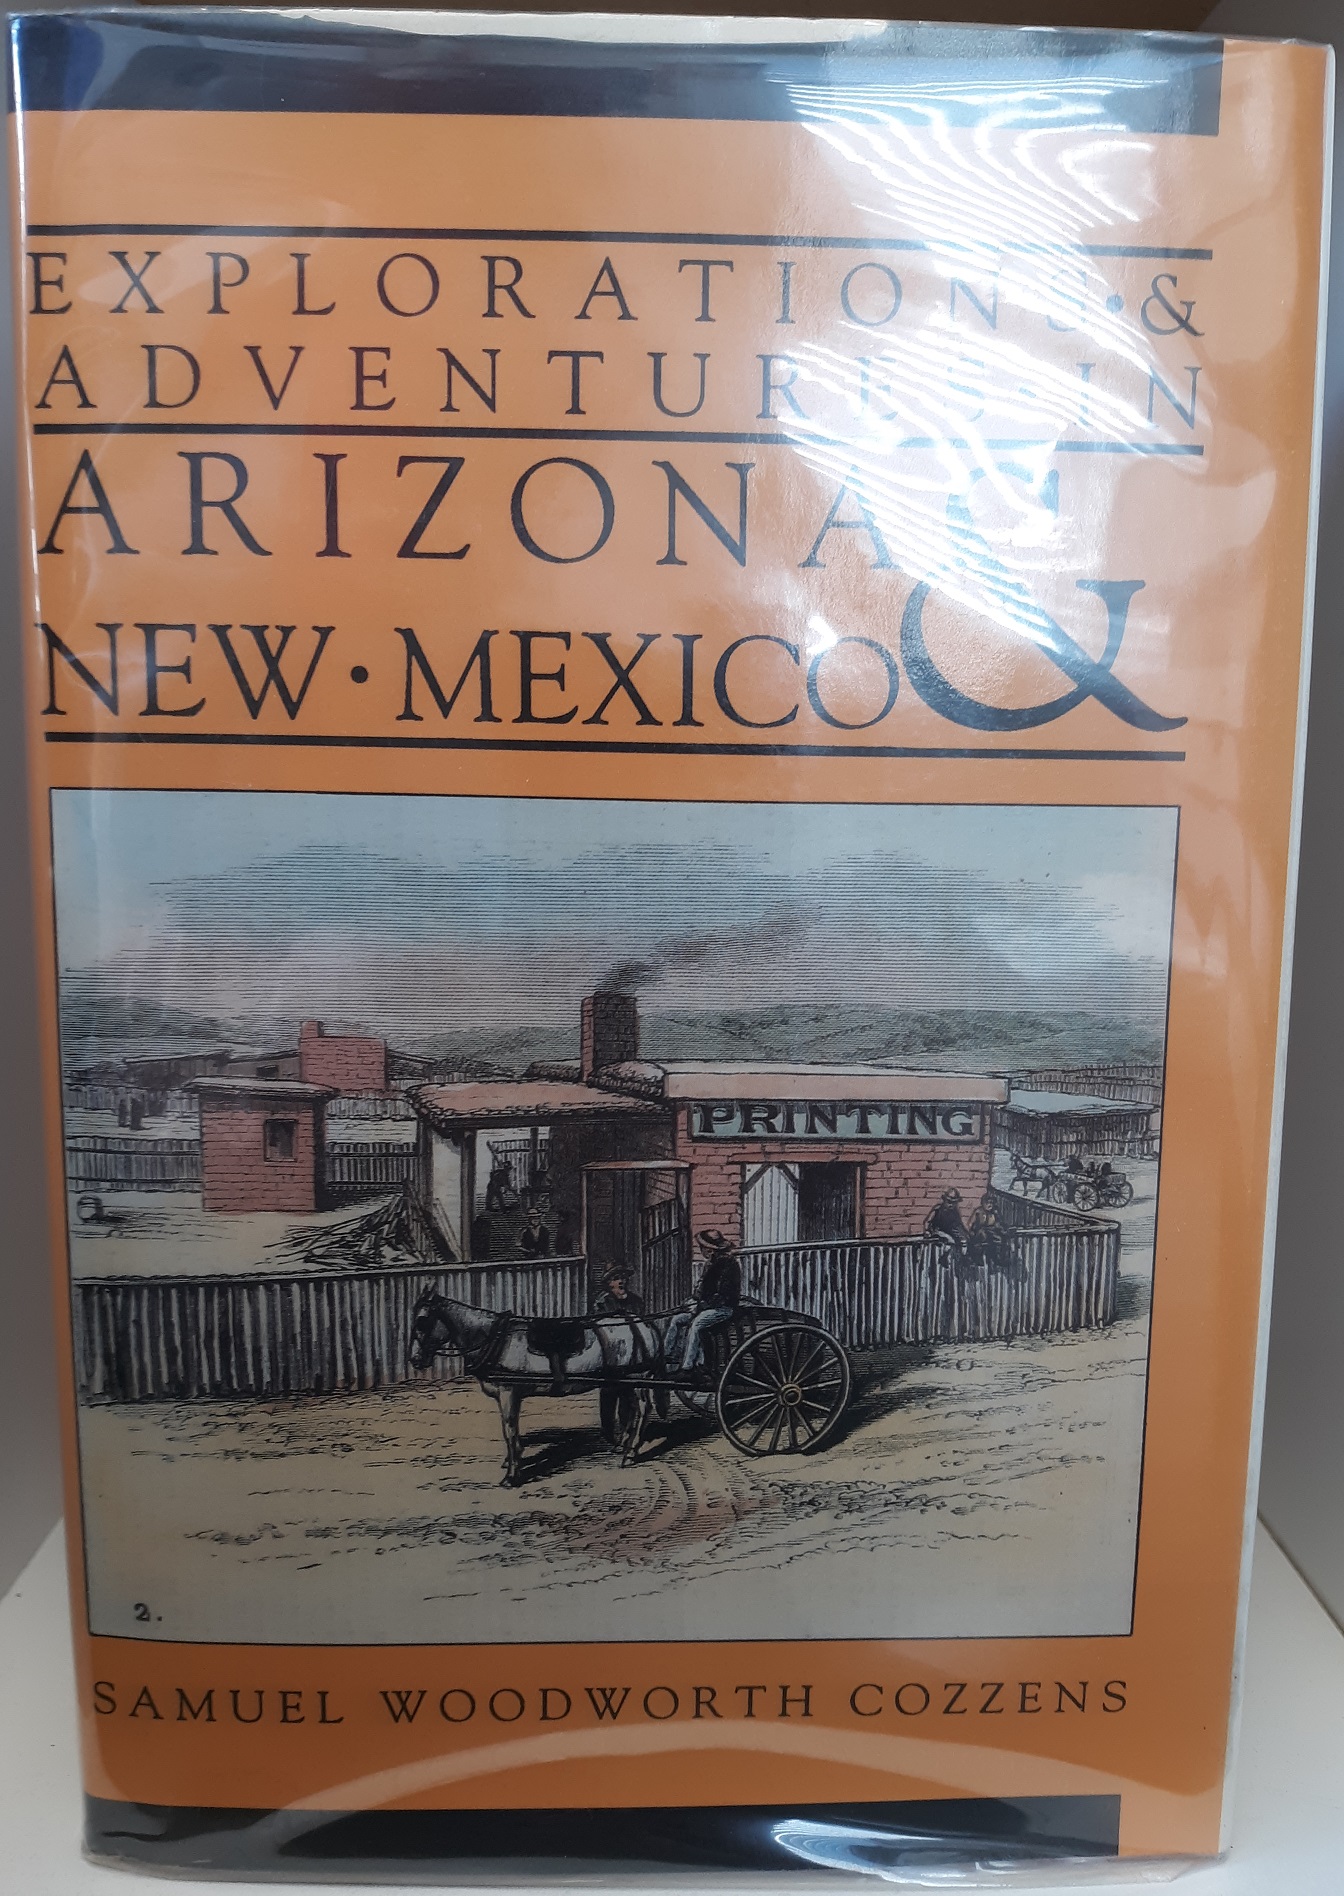 EXPLORATIONS·&
ADVENTURES·IN
ARIZONA &
NEW·MEXICO
PRINTING
2.
SAMUEL WOODWORTH COZZENS